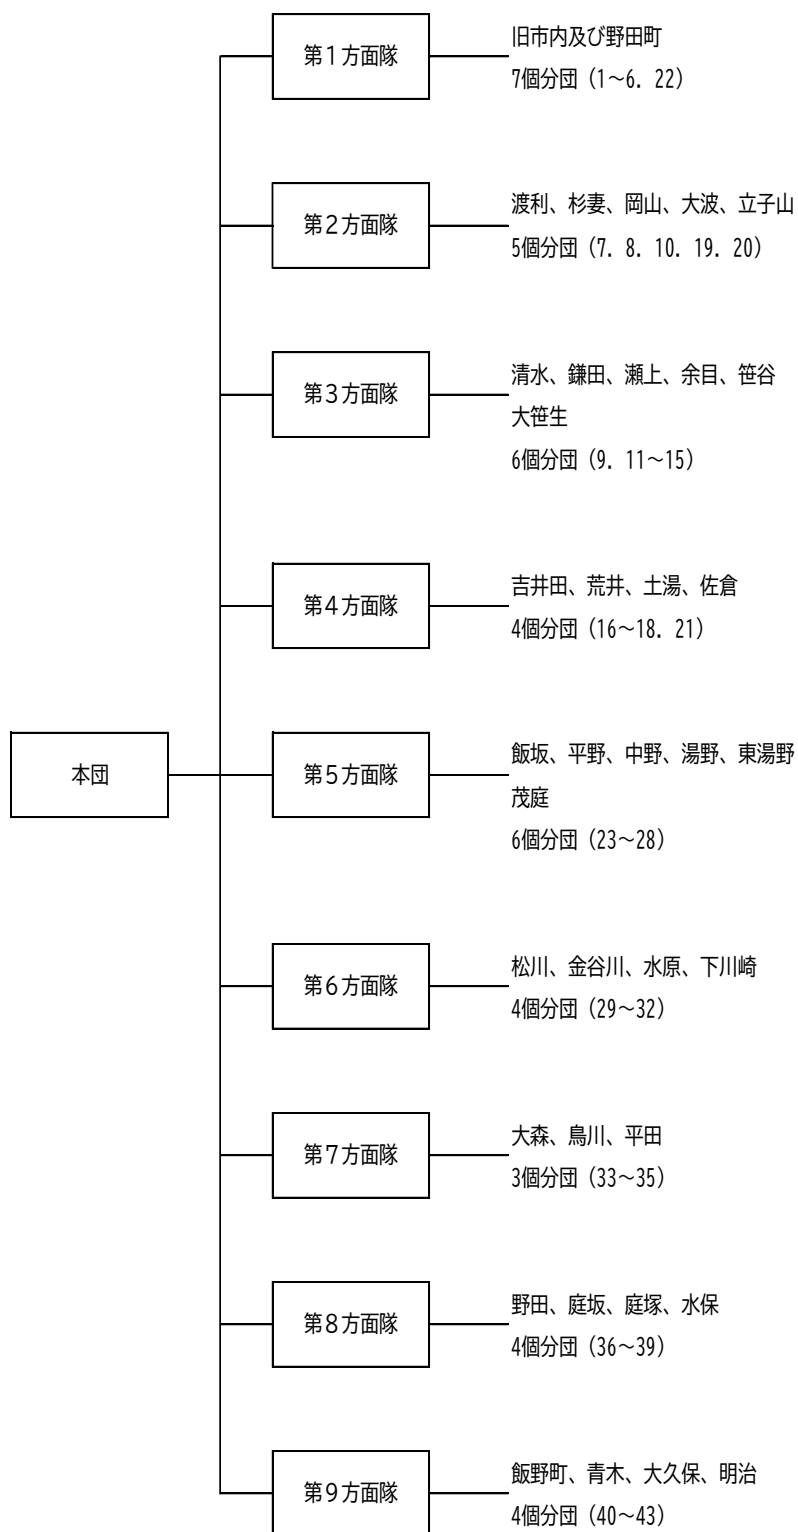 第1方面隊
旧市内及び野田町
7個分団（1～6．22）
第2方面隊
渡利、杉妻、岡山、大波、立子山
5個分団（7．8．10．19．20）
第3方面隊
清水、鎌田、瀬上、余目、笹谷
大笹生
6個分団（9．11～15）
第4方面隊
吉井田、荒井、土湯、佐倉
4個分団（16～18．21）
本団
第5方面隊
飯坂、平野、中野、湯野、東湯野
茂庭
6個分団（23～28）
第6方面隊
松川、金谷川、水原、下川崎
4個分団（29～32）
第7方面隊
大森、鳥川、平田
3個分団（33～35）
第8方面隊
野田、庭坂、庭塚、水保
4個分団（36～39）
第9方面隊
飯野町、青木、大久保、明治
4個分団（40～43）